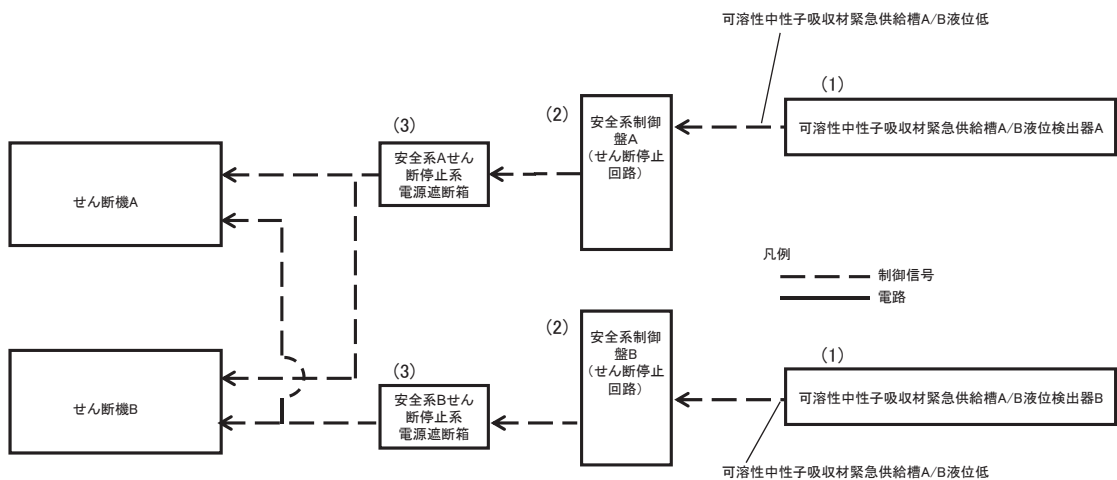 可溶性中性子吸収材緊急供給槽A/B液位低
(1)
可溶性中性子吸収材緊急供給槽A/B液位検出器A
(2)
安全系制御
盤A
(せん断停止
回路)
(3)
安全系Aせん
断停止系
電源遮断箱
せん断機A
凡例
制御信号
電路
(2)
安全系制御
盤B
(せん断停止
回路)
(1)
可溶性中性子吸収材緊急供給槽A/B液位検出器B
(3)
安全系Bせん
断停止系
電源遮断箱
せん断機B
可溶性中性子吸収材緊急供給槽A/B液位低